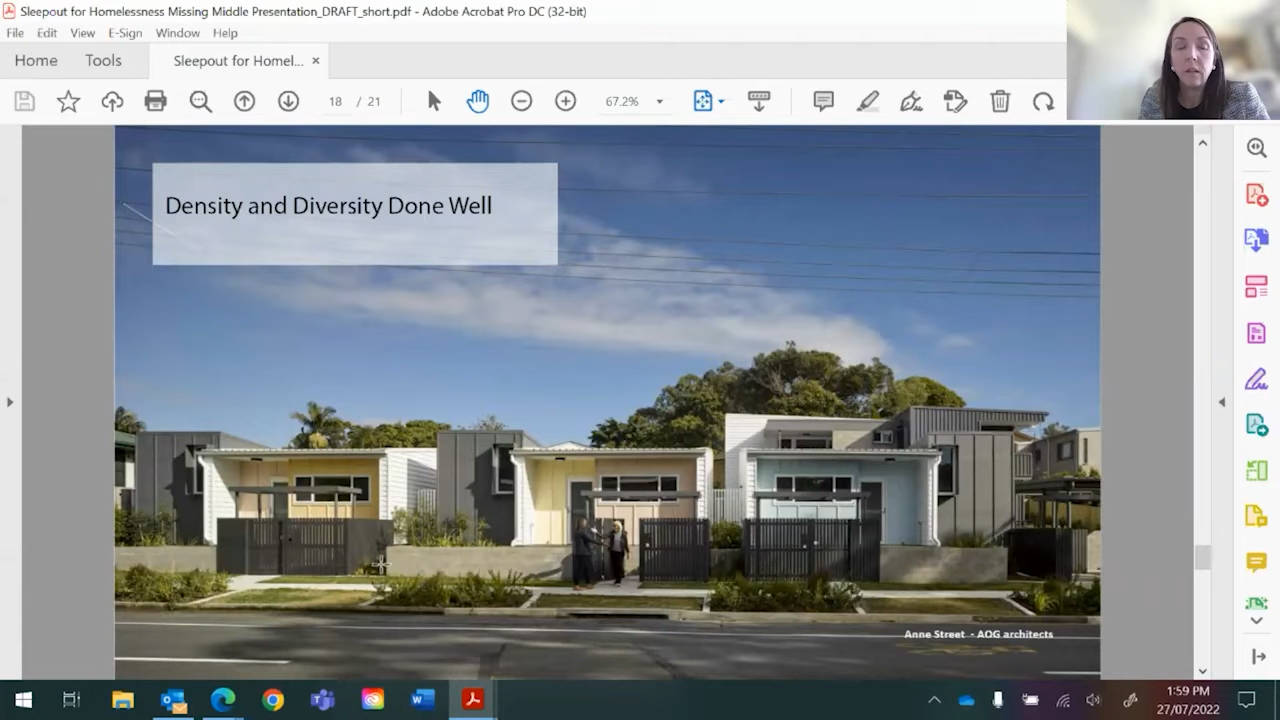 Sleepout for Homelessness Missing Middle Presentation_DRAFT_short.pdf - Adobe Acrobat Pro DC (32-bit)
File Edit View E-Sign Window Help
Home Tools Sleepout for Homel... ×
18 / 21 67.2%
Density and Diversity Done Well
Anne Street - AOG architects
1:59 PM
27/07/2022